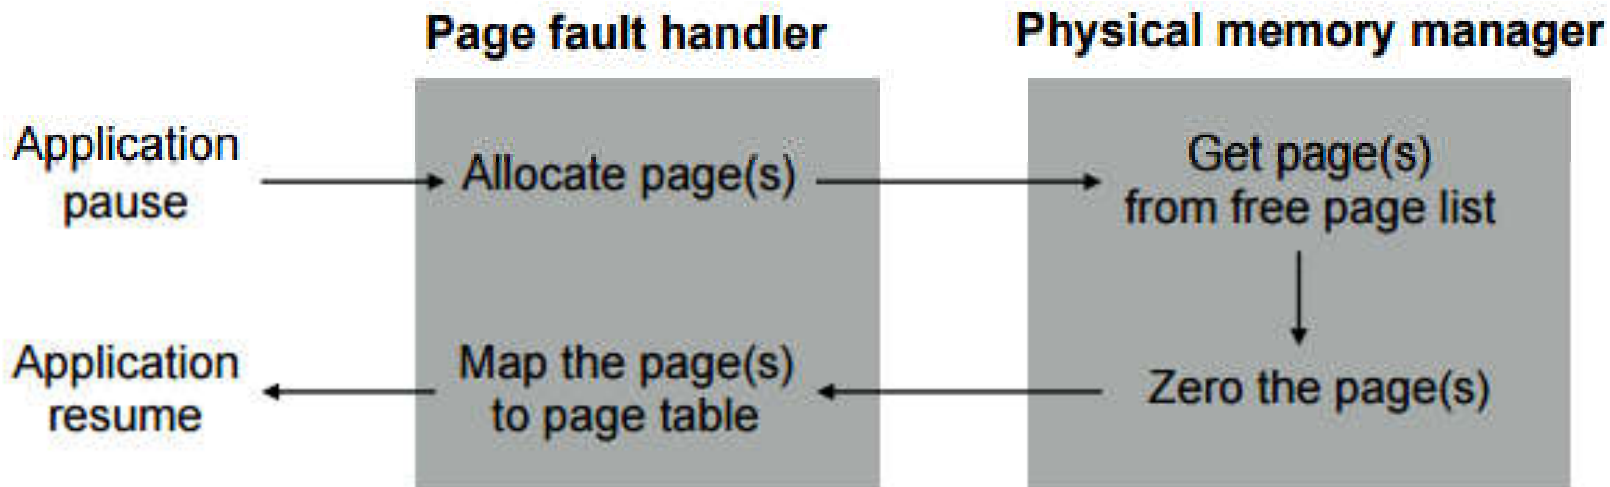 Page fault handler
Physical memory manager
Application
pause
Allocate page(s)
Get page(s)
from free page list
Application
resume
Map the page(s)
to page table
Zero the page(s)